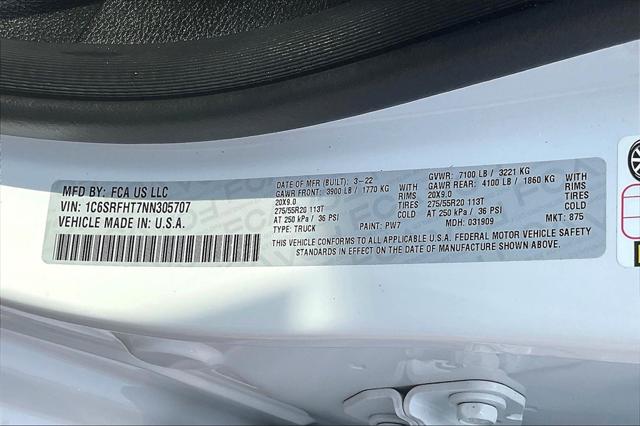 MFD BY: FCA US LLC
VIN: 1C6SRFHT7NN305707
VEHICLE MADE IN: U.S.A.
DATE OF MFR (BUILT): 3-22 GVWR: 7100 LB / 3221 KG
GAWR FRONT: 3900 LB / 1770 KG GAWR REAR: 4100 LB / 1860 KG
20X9.0 RIMS 20X9.0 RIMS
275/55R20 113T TIRES 275/55R20 113T TIRES
AT 250 kPa / 36 PSI COLD AT 250 kPa / 36 PSI COLD
TYPE: TRUCK PAINT: PW7 MDH: 031909 MKT: 875
THIS VEHICLE CONFORMS TO ALL APPLICABLE U.S.A. FEDERAL MOTOR VEHICLE SAFETY
STANDARDS IN EFFECT ON THE DATE OF MANUFACTURE SHOWN ABOVE.